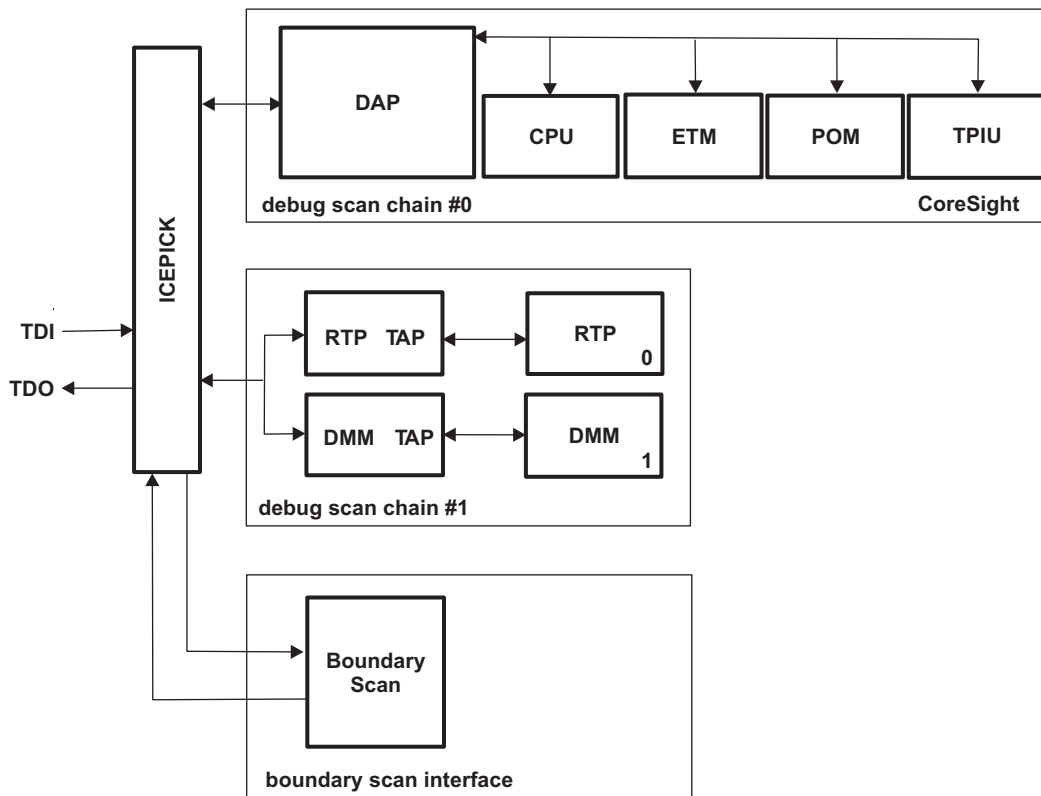 DAP
CPU
ETM
POM
TPIU
debug scan chain #0
CoreSight
ICEPICK
TDI
TDO
RTP TAP
RTP
0
DMM TAP
DMM
1
debug scan chain #1
Boundary
Scan
boundary scan interface